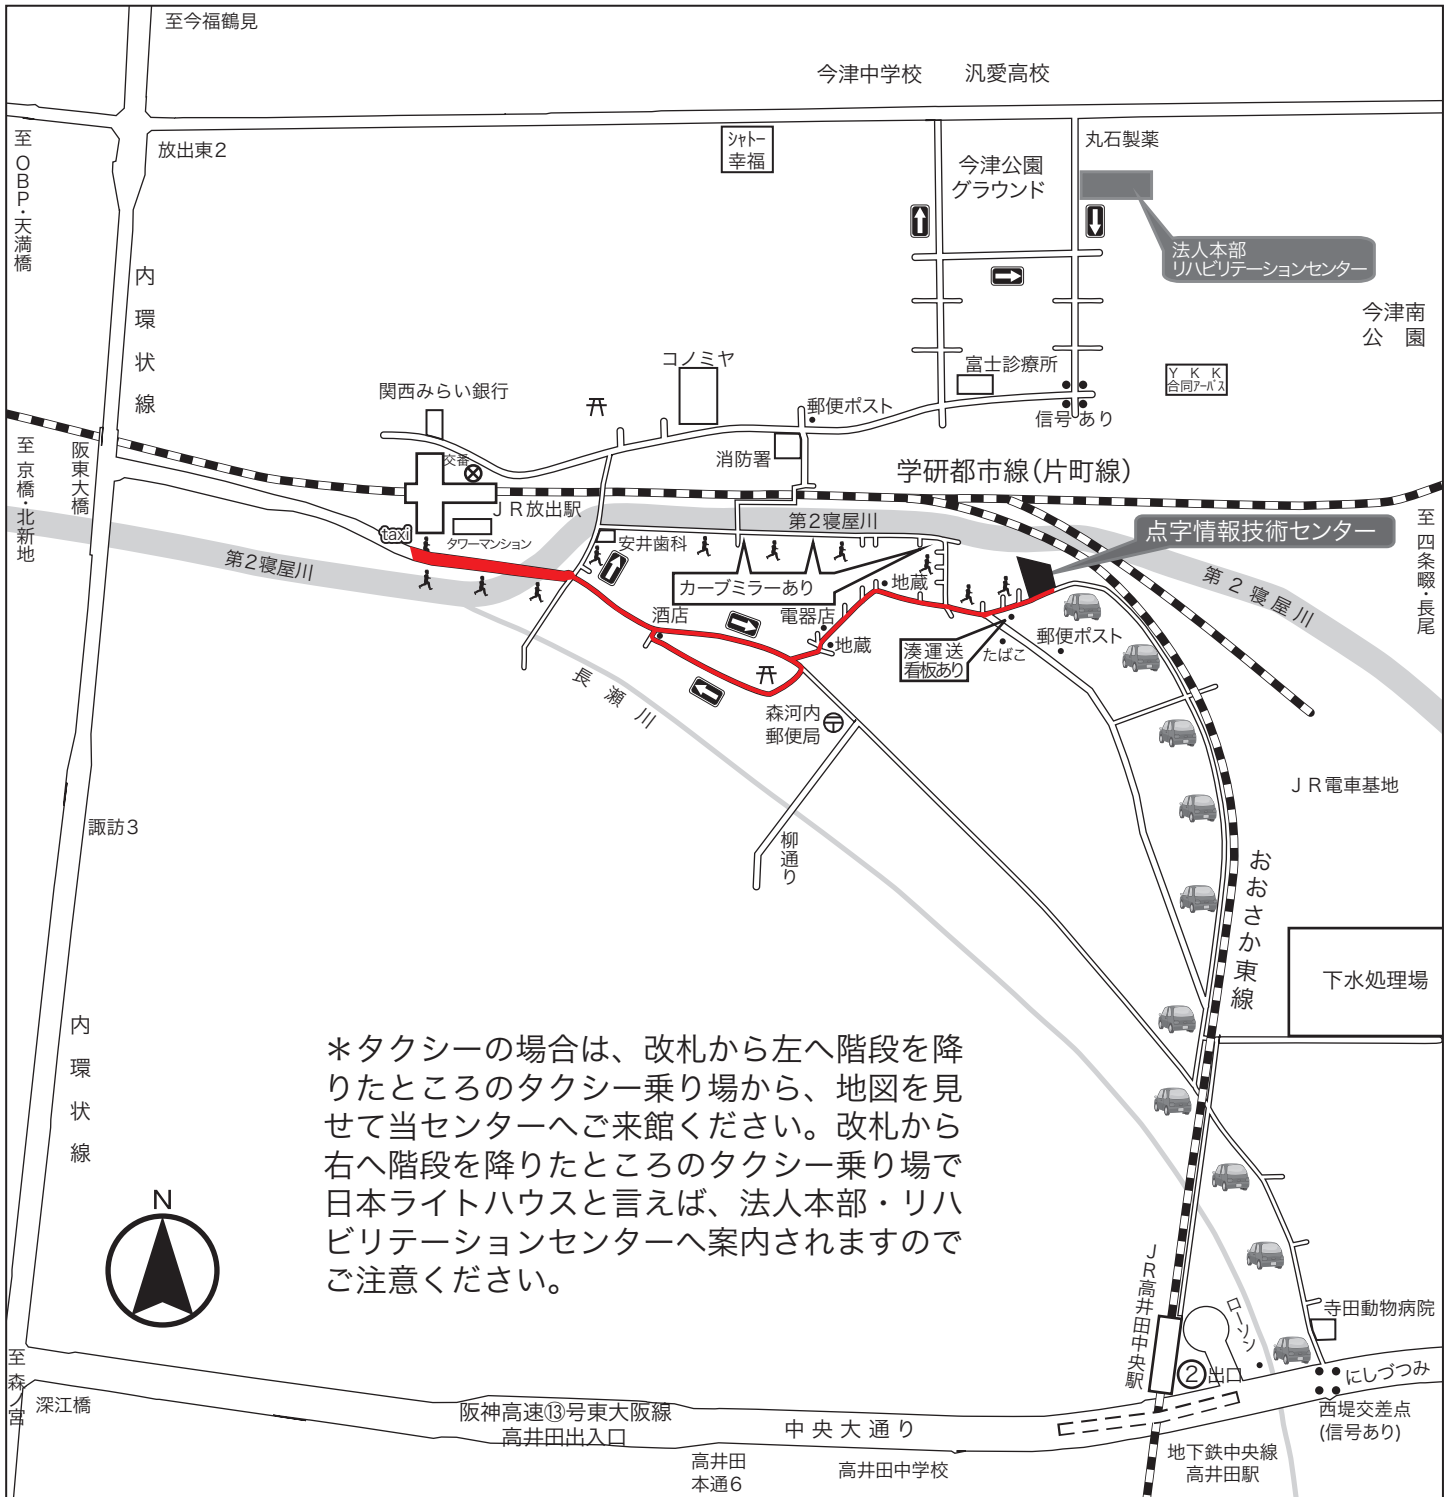 至今福鶴見
今津中学校
汎愛高校
至OBP・天満橋
放出東2
シャトー
幸福
今津公園
グラウンド
丸石製薬
法人本部
リハビリテーションセンター
内環状線
今津南
公園
コノミヤ
富士診療所
YKK
合同アーバス
関西みらい銀行
郵便ポスト
信号あり
至京橋・北新地
阪東大橋
交番
消防署
学研都市線(片町線)
JR放出駅
第2寝屋川
点字情報技術センター
至四条畷・長尾
taxi
タワーマンション
安井歯科
第2寝屋川
カーブミラーあり
地蔵
第2寝屋川
酒店
電器店
地蔵
湊運送
看板あり
たばこ
郵便ポスト
長瀬川
森河内
郵便局
JR電車基地
諏訪3
柳通り
おおさか東線
下水処理場
内環状線
＊タクシーの場合は、改札から左へ階段を降
りたところのタクシー乗り場から、地図を見
せて当センターへご来館ください。改札から
右へ階段を降りたところのタクシー乗り場で
日本ライトハウスと言えば、法人本部・リハ
ビリテーションセンターへ案内されますので
ご注意ください。
N
JR高井田中央駅
ローソン
寺田動物病院
至森ノ宮
深江橋
②出口
にしづつみ
阪神高速⑬号東大阪線
高井田出入口
中央大通り
西堤交差点
(信号あり)
高井田
本通6
高井田中学校
地下鉄中央線
高井田駅